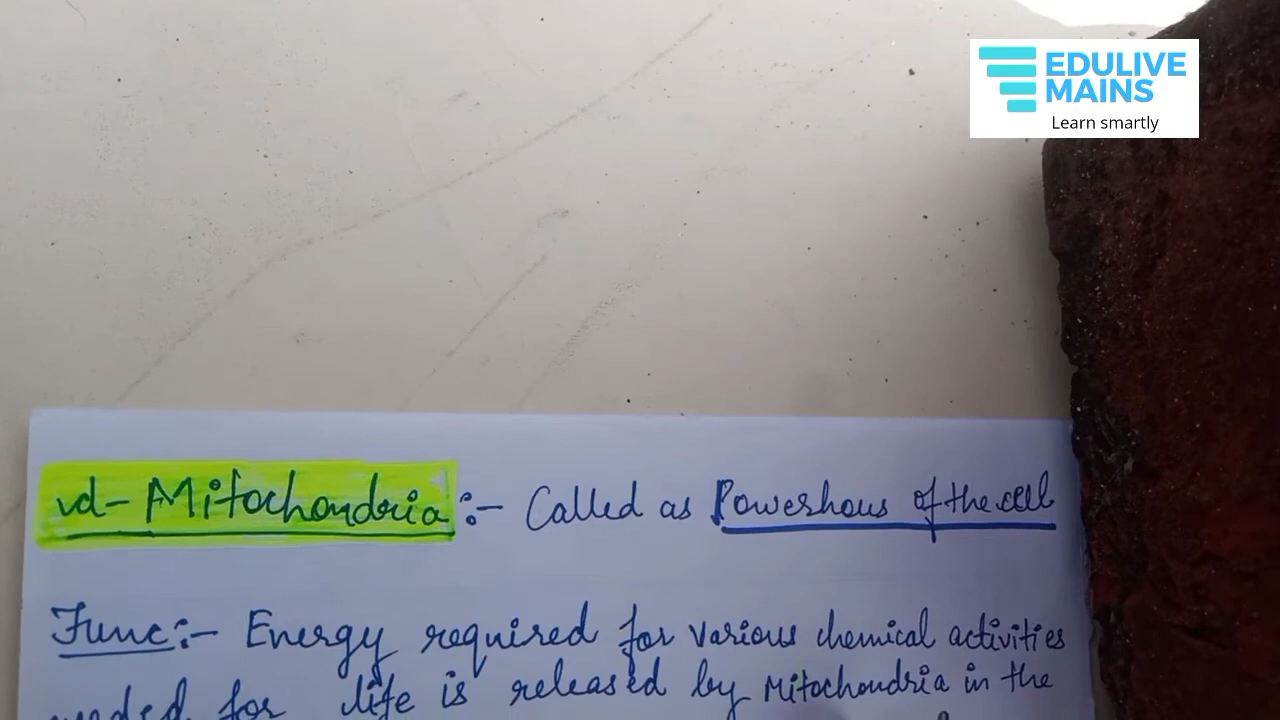 EDULIVE
MAINS
Learn smartly
vd- Mitochondria :- Called as Powerhous of the cell
Func:- Energy required for various chemical activities
needed for life is released by Mitochondria in the